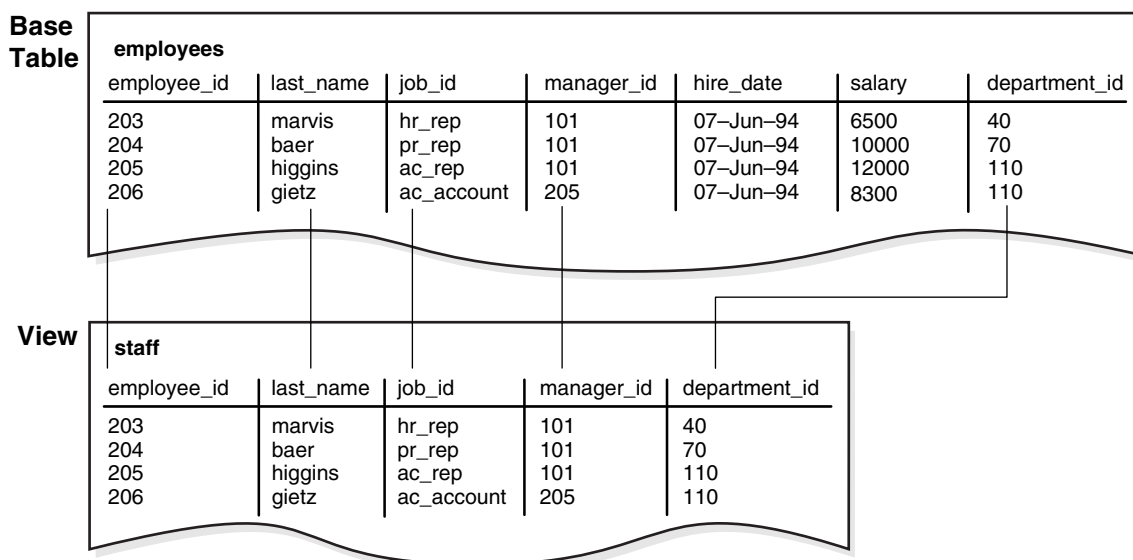 Base
Table
employees
employee_id last_name job_id manager_id hire_date salary department_id
203 marvis hr_rep 101 07–Jun–94 6500 40
204 baer pr_rep 101 07–Jun–94 10000 70
205 higgins ac_rep 101 07–Jun–94 12000 110
206 gietz ac_account 205 07–Jun–94 8300 110
View
staff
employee_id last_name job_id manager_id department_id
203 marvis hr_rep 101 40
204 baer pr_rep 101 70
205 higgins ac_rep 101 110
206 gietz ac_account 205 110